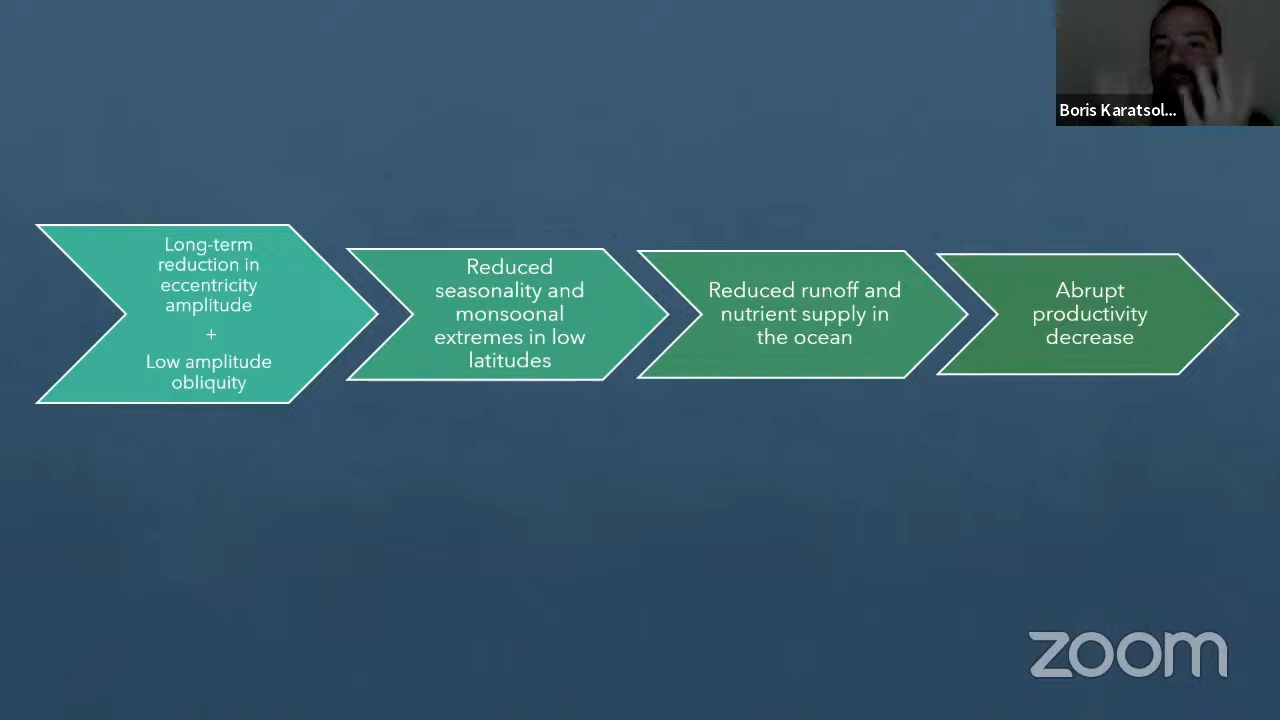 Boris Karatsol...
Long-term
reduction in
eccentricity
amplitude
+
Low amplitude
obliquity
Reduced
seasonality and
monsoonal
extremes in low
latitudes
Reduced runoff and
nutrient supply in
the ocean
Abrupt
productivity
decrease
zoom